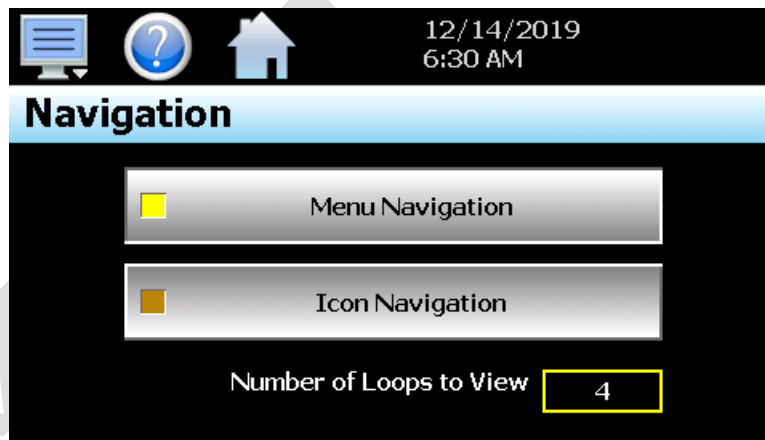 ?
12/14/2019
6:30 AM
Navigation
Menu Navigation
Icon Navigation
Number of Loops to View 4